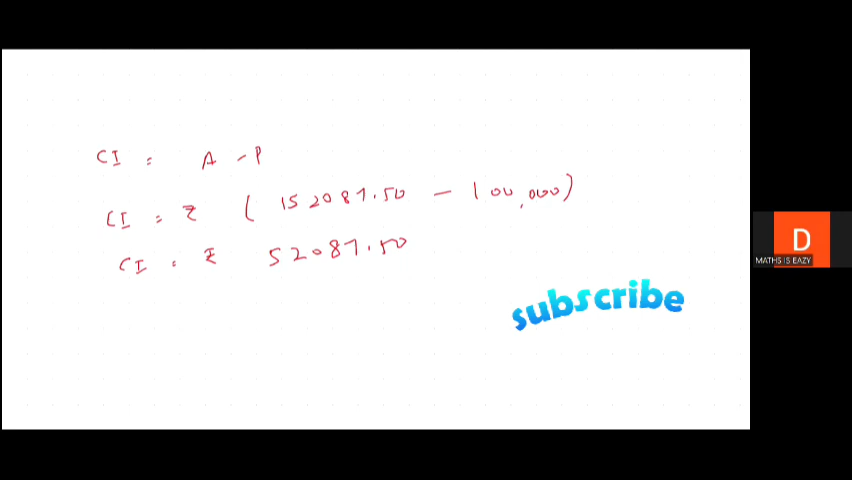 CI = A - P
CI = ₹ ( 152087.50 - 100,000)
CI = ₹ 52087.50
subscribe
D
MATHS IS EAZY